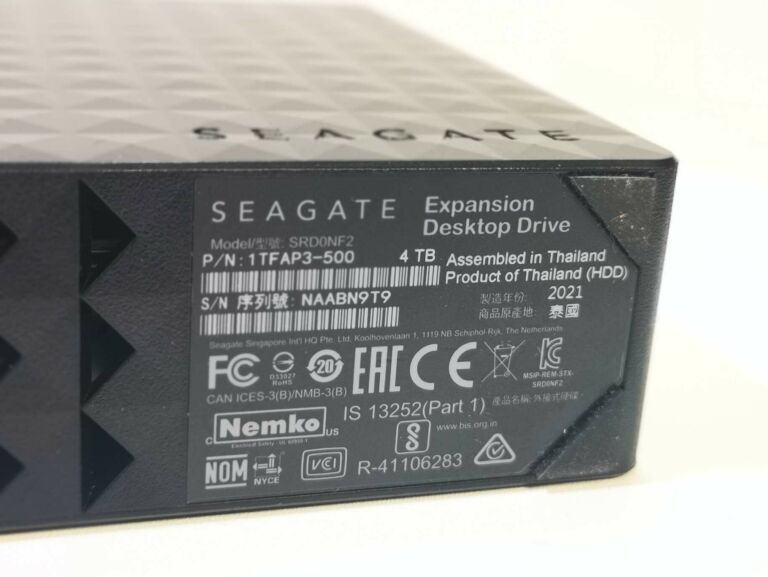 SEAGATE
SEAGATE
Expansion
Desktop Drive
Model/型號: SRD0NF2
P/N:1TFAP3-500 4 TB
Assembled in Thailand
Product of Thailand (HDD)
S/N 序列號: NAABN9T9
製造年份: 2021
商品原產地: 泰國
Seagate Singapore Int'l HQ Pte. Ltd. Koolhovenlaan 1, 1119 NB Schiphol-Rijk, The Netherlands
FC
D33027
RoHS
20
EAC
CE
MSIP-REM-STX-
SRD0NF2
CAN ICES-3(B)/NMB-3(B)
IS 13252(Part 1)
產品名稱: 外接式硬碟
c Nemko US
www.bis.org.in
NOM
NYCE
VCI
R-41106283